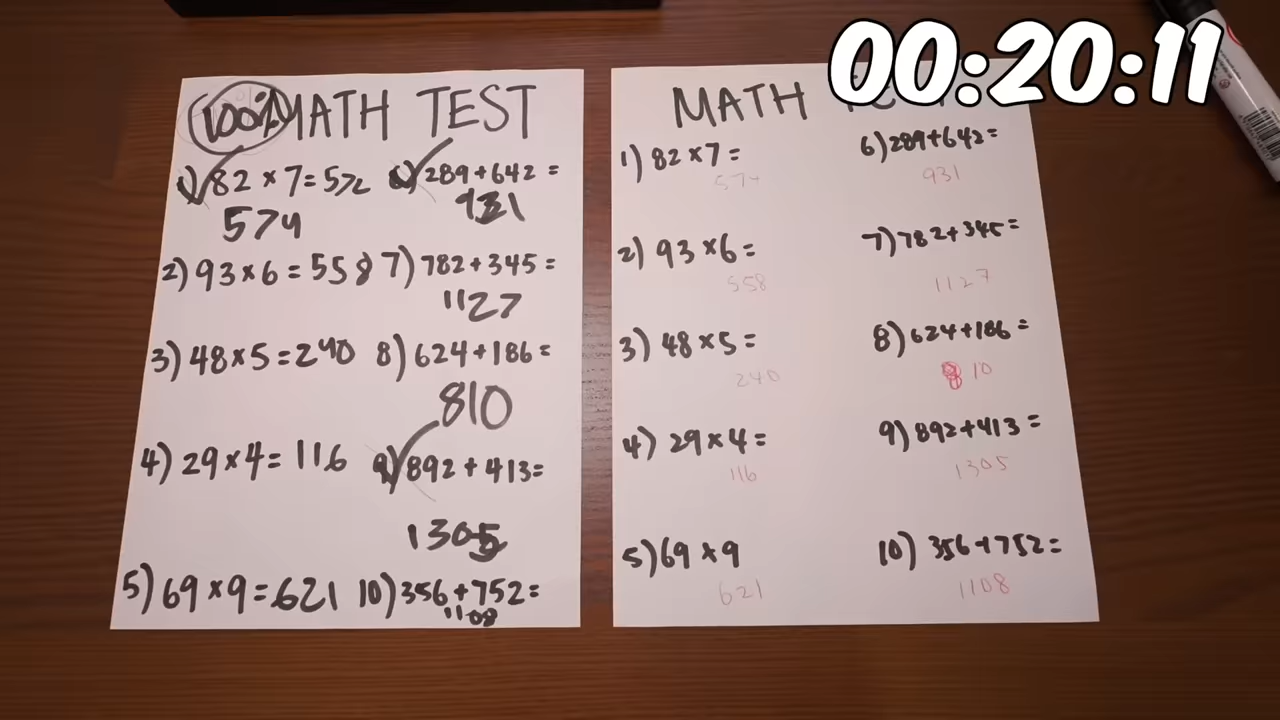 00:20:11
100% MATH TEST
1) 82 × 7 = 572
574
2) 93 × 6 = 558
3) 48 × 5 = 240
4) 29 × 4 = 116
5) 69 × 9 = 621
6) 289 + 642 =
931
7) 782 + 345 =
1127
8) 624 + 186 =
810
9) 892 + 413 =
1305
10) 356 + 752 =
1108
MATH
1) 82 × 7 =
574
2) 93 × 6 =
558
3) 48 × 5 =
240
4) 29 × 4 =
116
5) 69 × 9
621
6) 289 + 642 =
931
7) 782 + 345 =
1127
8) 624 + 186 =
810
9) 892 + 413 =
1305
10) 356 + 752 =
1108